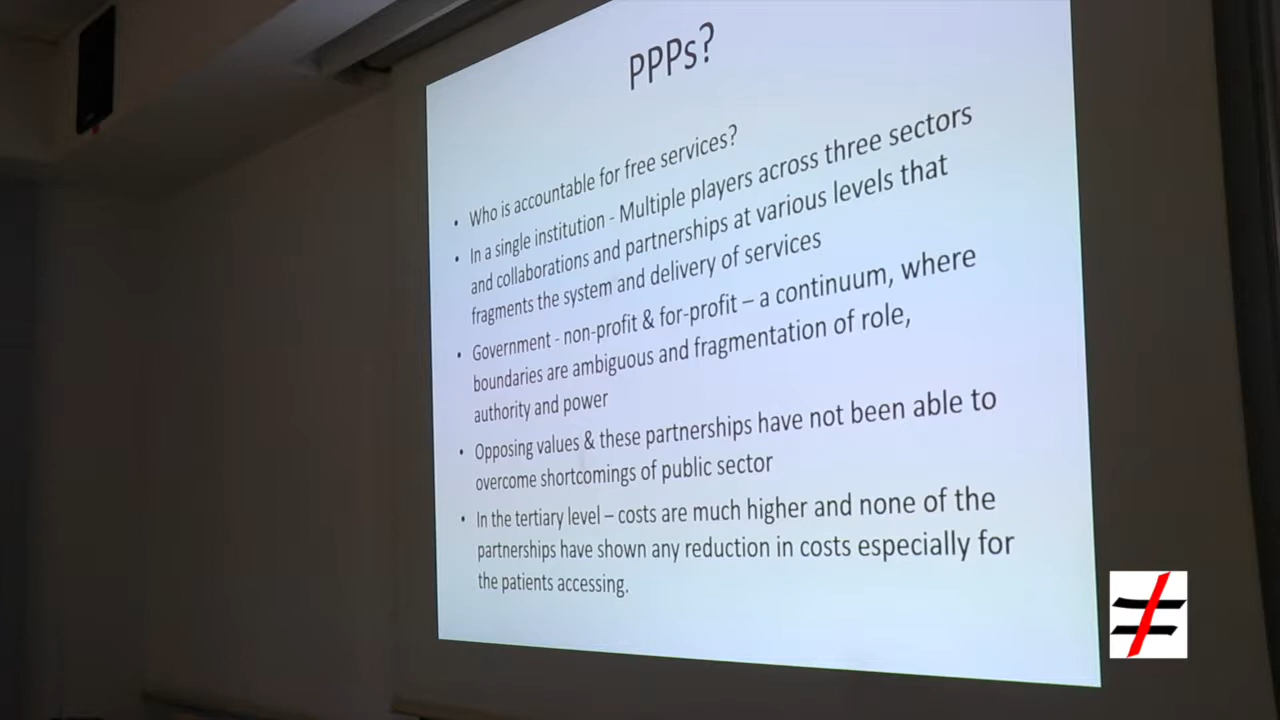 PPPs?
• Who is accountable for free services?
• In a single institution - Multiple players across three sectors
and collaborations and partnerships at various levels that
fragments the system and delivery of services
• Government - non-profit & for-profit – a continuum, where
boundaries are ambiguous and fragmentation of role,
authority and power
• Opposing values & these partnerships have not been able to
overcome shortcomings of public sector
• In the tertiary level – costs are much higher and none of the
partnerships have shown any reduction in costs especially for
the patients accessing.